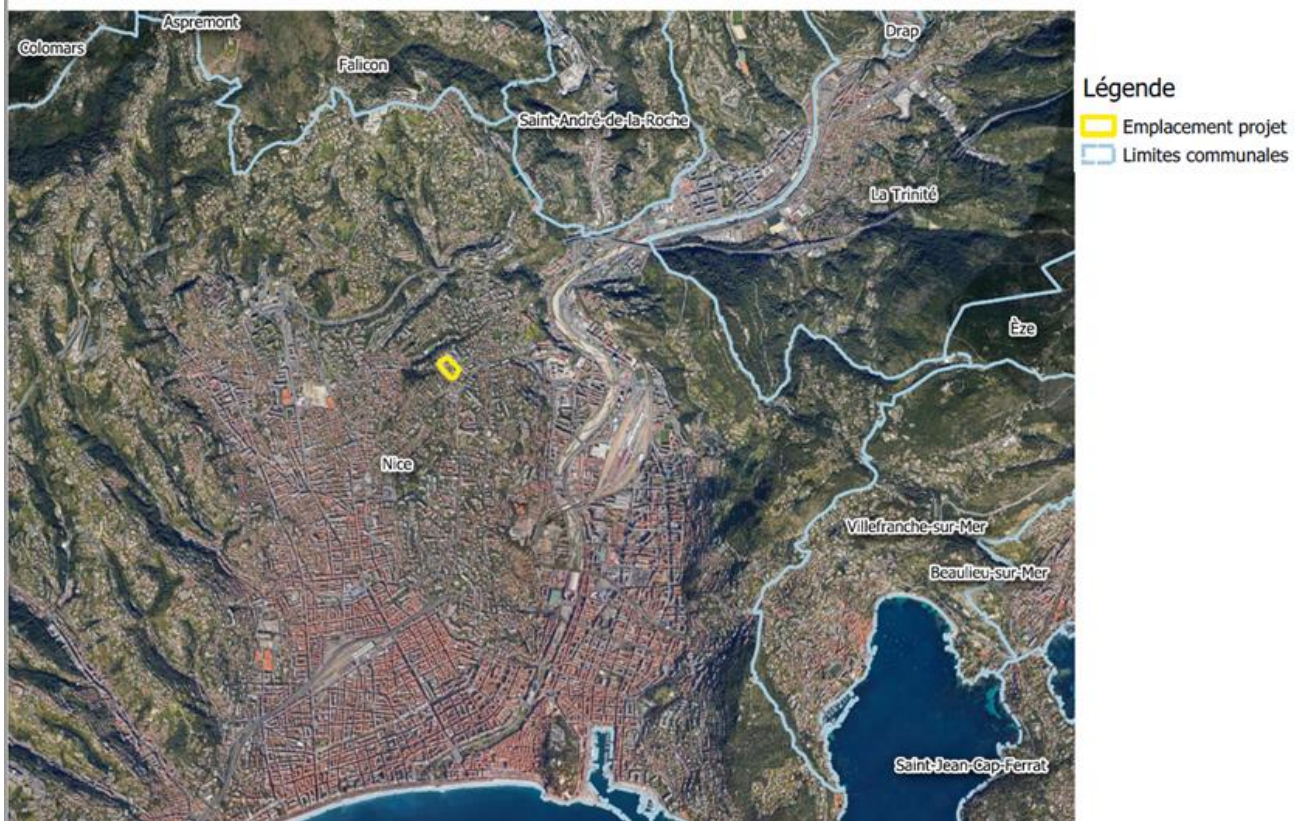 Aspremont
Colomars
Falicon
Drap
Saint-André-de-la-Roche
La Trinité
Èze
Nice
Villefranche-sur-Mer
Beaulieu-sur-Mer
Saint-Jean-Cap-Ferrat
Légende
Emplacement projet
Limites communales